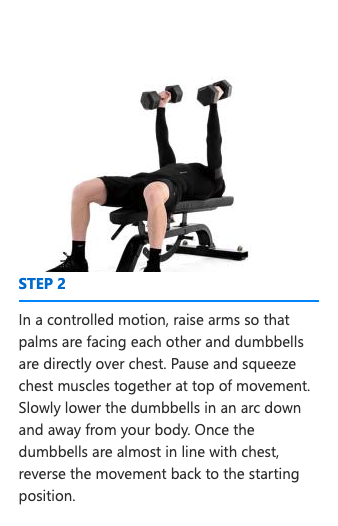 STEP 2
In a controlled motion, raise arms so that
palms are facing each other and dumbbells
are directly over chest. Pause and squeeze
chest muscles together at top of movement.
Slowly lower the dumbbells in an arc down
and away from your body. Once the
dumbbells are almost in line with chest,
reverse the movement back to the starting
position.